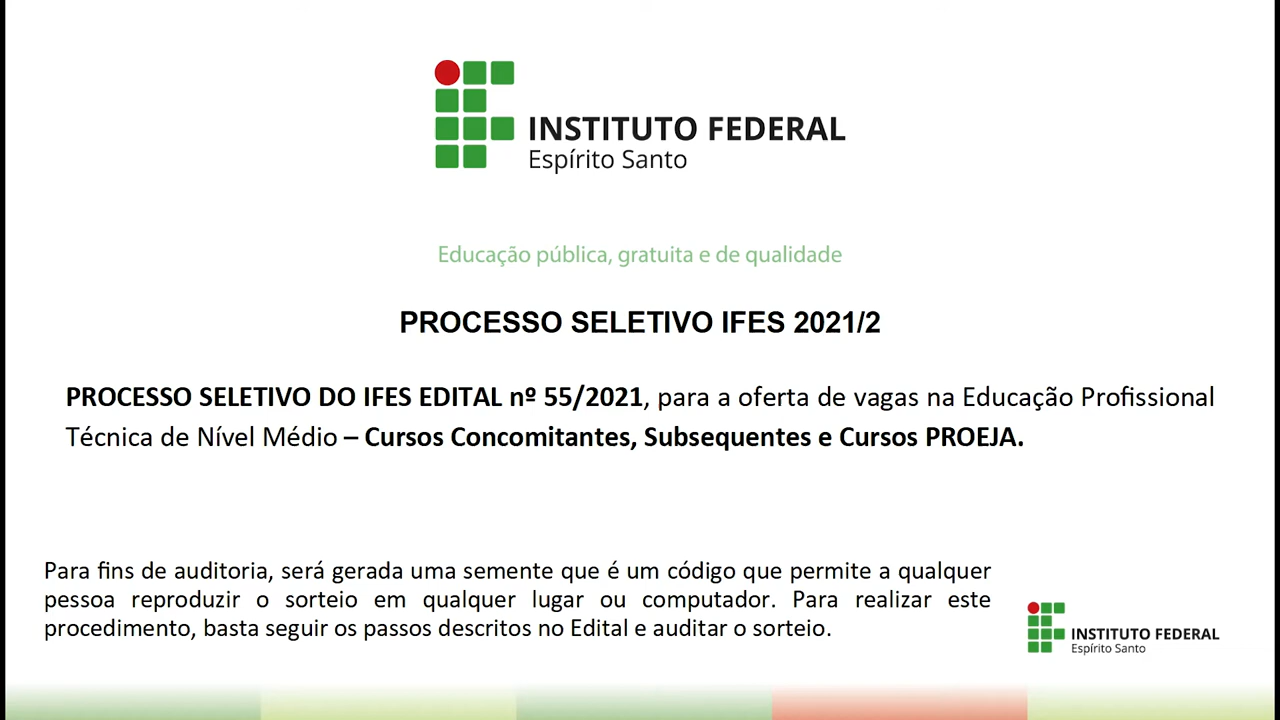 INSTITUTO FEDERAL
Espírito Santo
Educação pública, gratuita e de qualidade
PROCESSO SELETIVO IFES 2021/2
PROCESSO SELETIVO DO IFES EDITAL nº 55/2021, para a oferta de vagas na Educação Profissional
Técnica de Nível Médio – Cursos Concomitantes, Subsequentes e Cursos PROEJA.
Para fins de auditoria, será gerada uma semente que é um código que permite a qualquer
pessoa reproduzir o sorteio em qualquer lugar ou computador. Para realizar este
procedimento, basta seguir os passos descritos no Edital e auditar o sorteio.
INSTITUTO FEDERAL
Espírito Santo